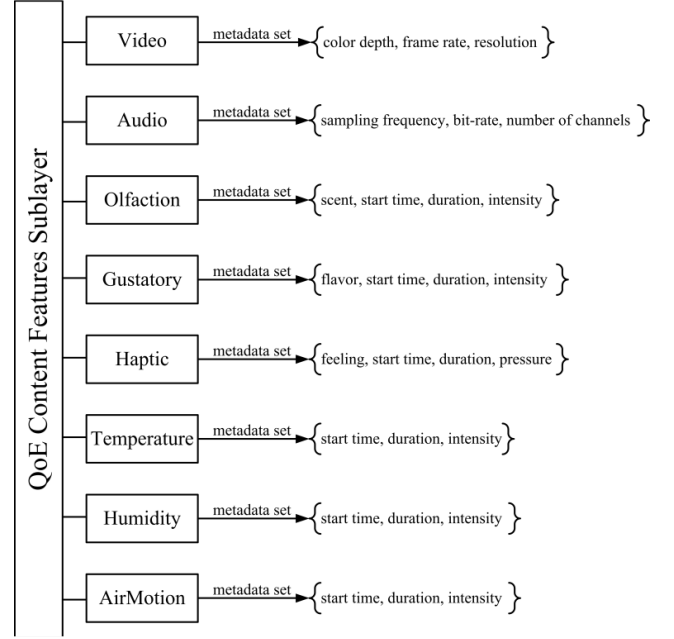 QoE Content Features Sublayer
Video metadata set {color depth, frame rate, resolution }
Audio metadata set {sampling frequency, bit-rate, number of channels }
Olfaction metadata set {scent, start time, duration, intensity }
Gustatory metadata set {flavor, start time, duration, intensity }
Haptic metadata set {feeling, start time, duration, pressure }
Temperature metadata set {start time, duration, intensity }
Humidity metadata set {start time, duration, intensity }
AirMotion metadata set {start time, duration, intensity }